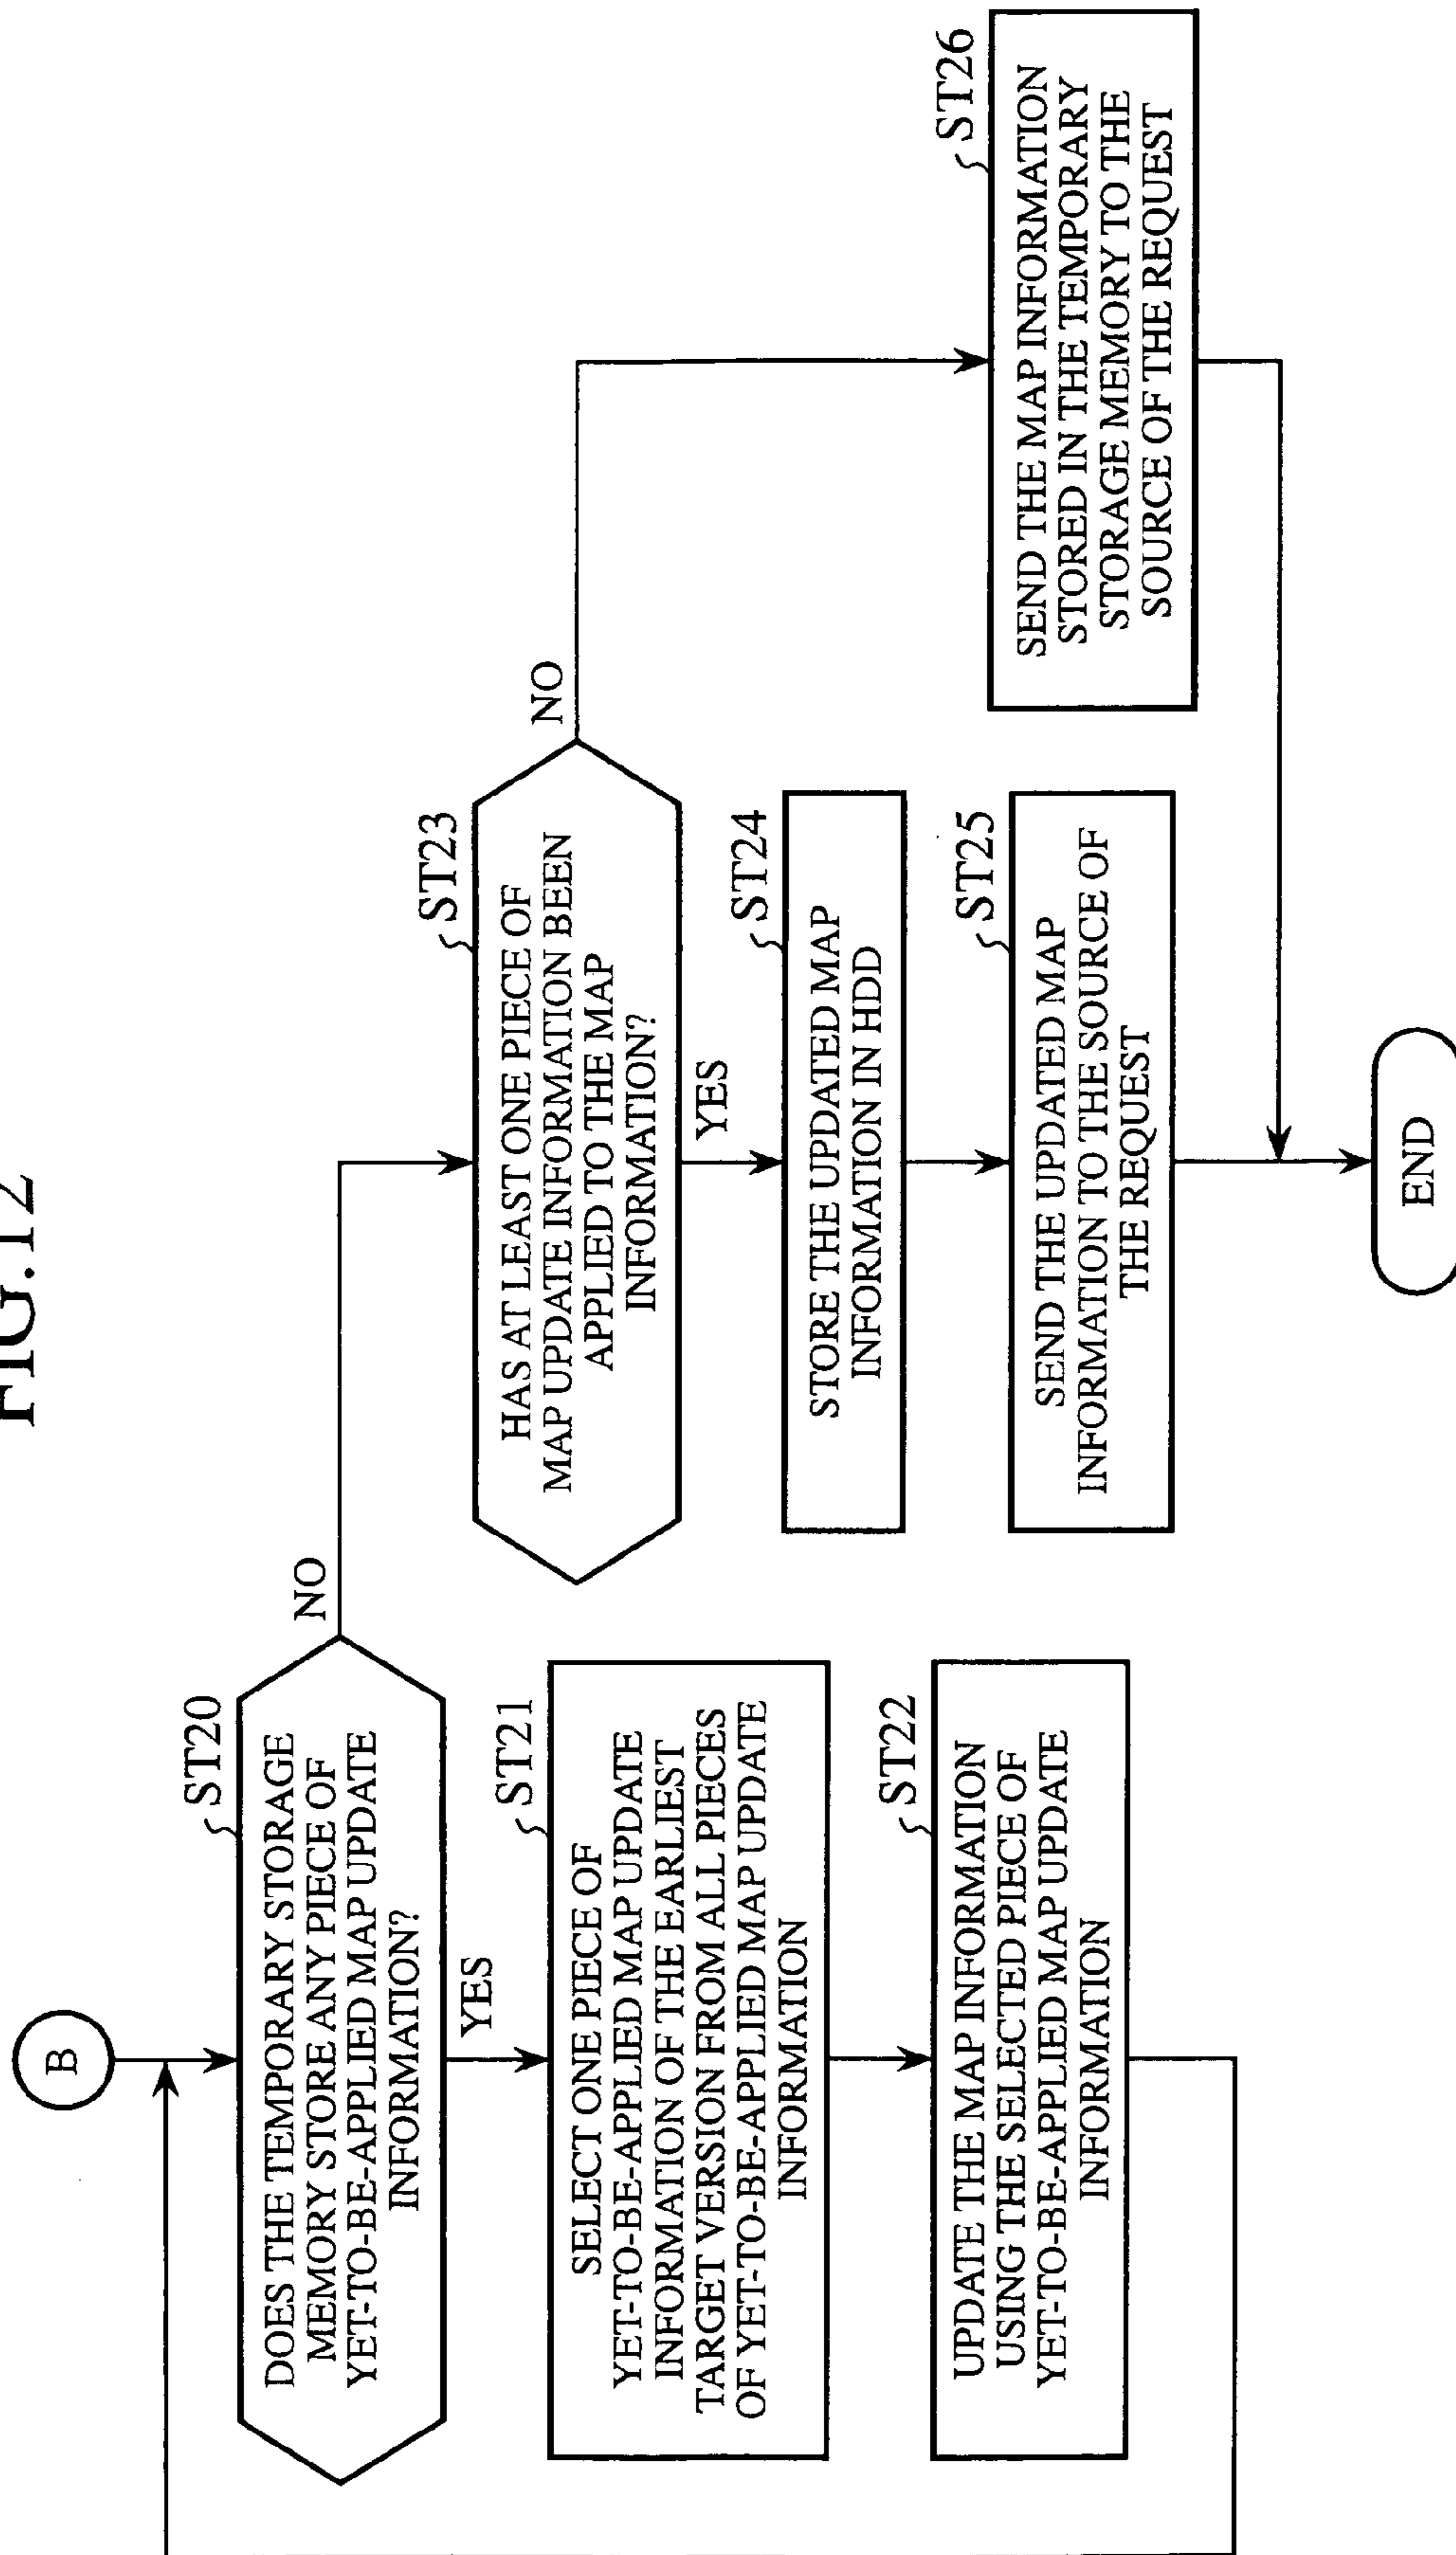 FIG.12
B
ST20
DOES THE TEMPORARY STORAGE
MEMORY STORE ANY PIECE OF
YET-TO-BE-APPLIED MAP UPDATE
INFORMATION?
NO
YES
ST21
SELECT ONE PIECE OF
YET-TO-BE-APPLIED MAP UPDATE
INFORMATION OF THE EARLIEST
TARGET VERSION FROM ALL PIECES
OF YET-TO-BE-APPLIED MAP UPDATE
INFORMATION
ST22
UPDATE THE MAP INFORMATION
USING THE SELECTED PIECE OF
YET-TO-BE-APPLIED MAP UPDATE
INFORMATION
ST23
HAS AT LEAST ONE PIECE OF
MAP UPDATE INFORMATION BEEN
APPLIED TO THE MAP
INFORMATION?
NO
YES
ST24
STORE THE UPDATED MAP
INFORMATION IN HDD
ST25
SEND THE UPDATED MAP
INFORMATION TO THE SOURCE OF
THE REQUEST
ST26
SEND THE MAP INFORMATION
STORED IN THE TEMPORARY
STORAGE MEMORY TO THE
SOURCE OF THE REQUEST
END